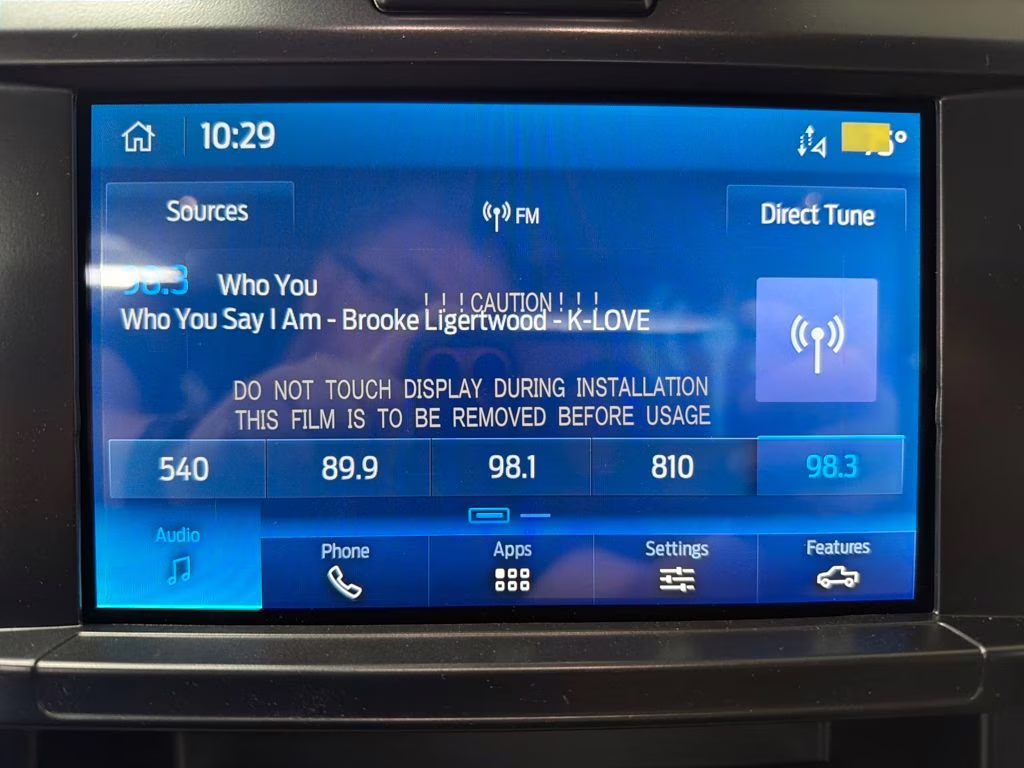 10:29
Sources
FM
Direct Tune
98.3 Who You
! ! ! CAUTION ! ! !
Who You Say I Am - Brooke Ligertwood - K-LOVE
DO NOT TOUCH DISPLAY DURING INSTALLATION
THIS FILM IS TO BE REMOVED BEFORE USAGE
540 89.9 98.1 810 98.3
Audio Phone Apps Settings Features